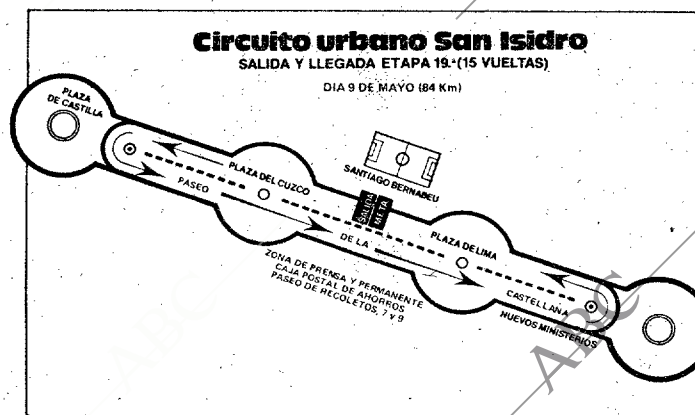 Circuito urbano San Isidro
SALIDA Y LLEGADA ETAPA 19.ª (15 VUELTAS)
DIA 9 DE MAYO (84 Km)
PLAZA
DE CASTILLA
PLAZA DEL CUZCO
SANTIAGO BERNABEU
PASEO
SALIDA
META
DE LA
PLAZA DE LIMA
CASTELLANA
NUEVOS MINISTERIOS
ZONA DE PRENSA Y PERMANENTE
CAJA POSTAL DE AHORROS
PASEO DE RECOLETOS, 7 y 9
ABC
ABC